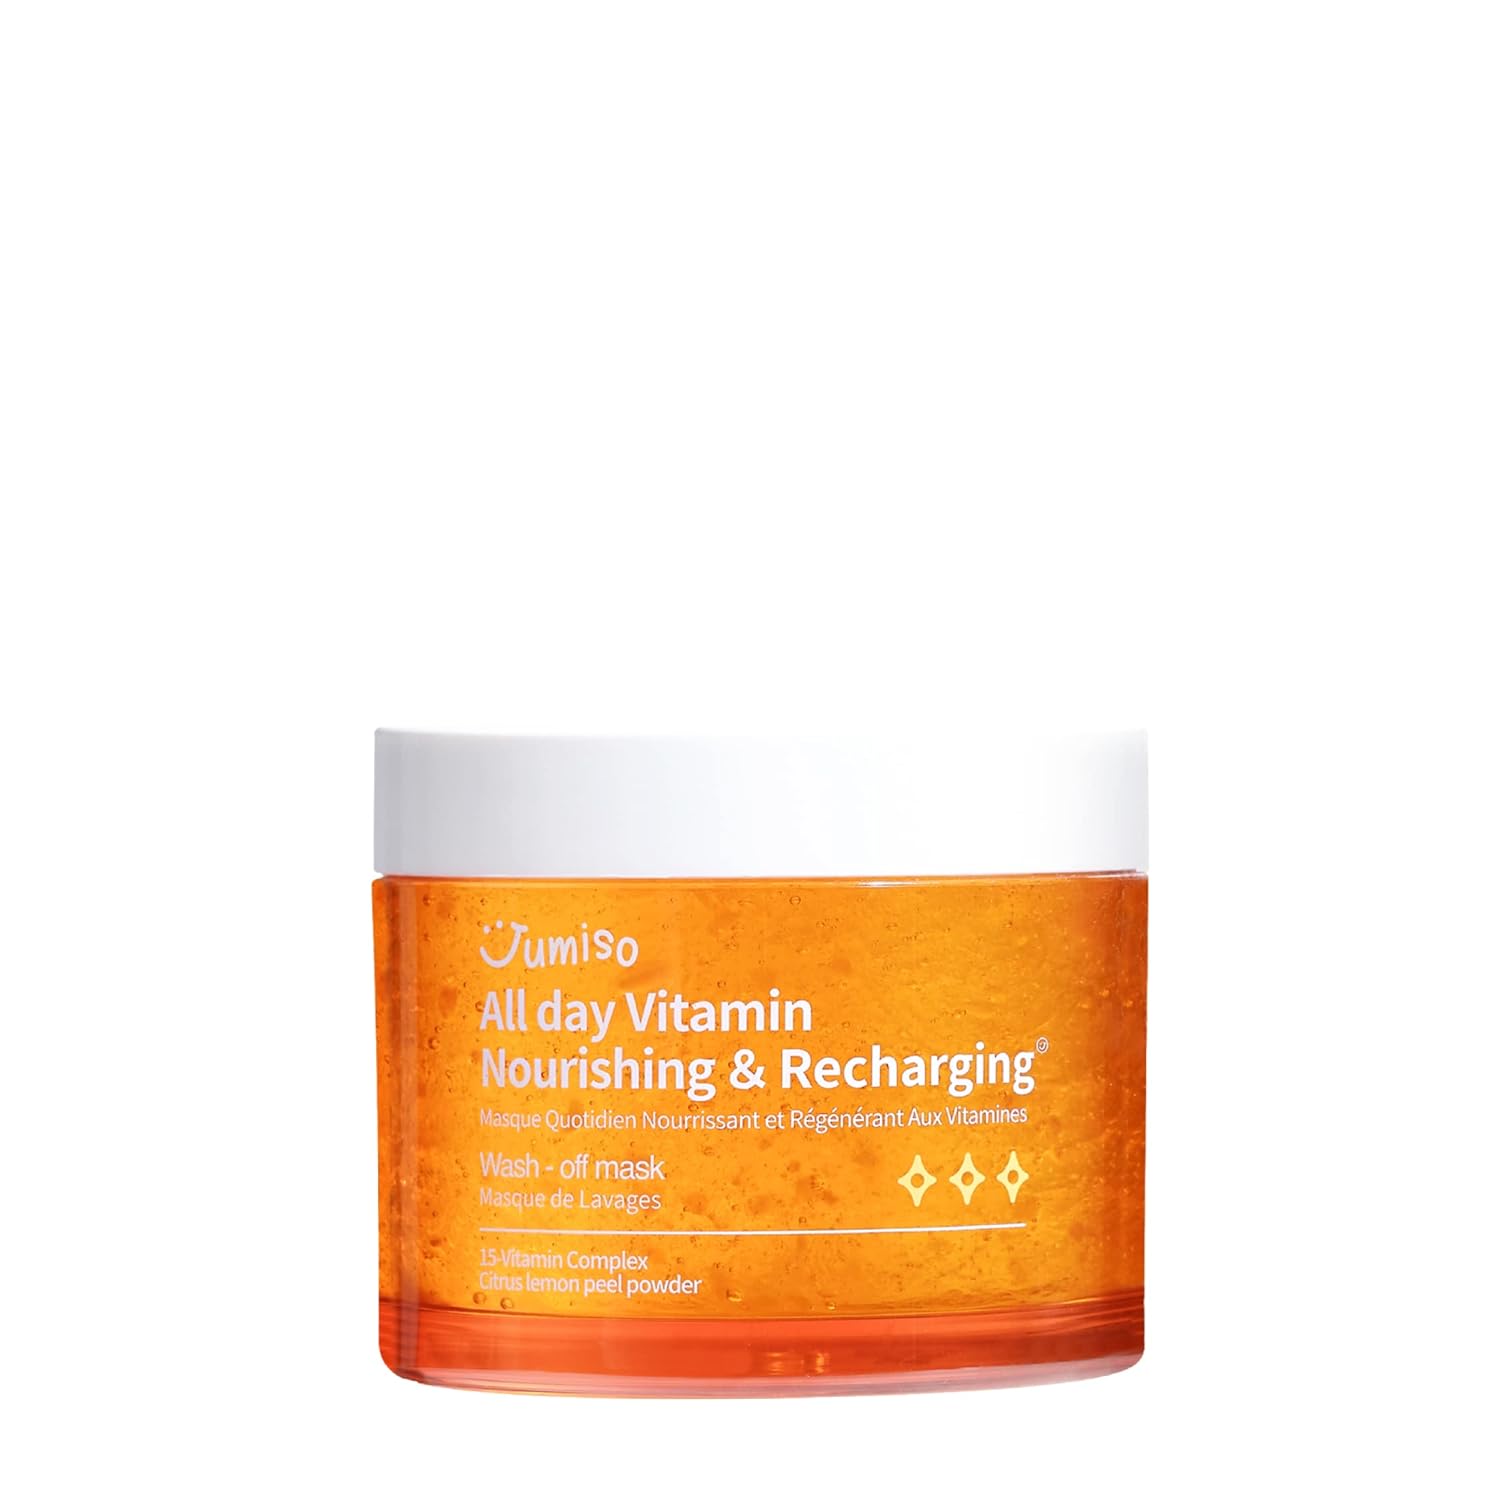 Jumiso
All day Vitamin
Nourishing & Recharging
Masque Quotidien Nourrissant et Régénérant Aux Vitamines
Wash - off mask
Masque de Lavages
15-Vitamin Complex
Citrus lemon peel powder